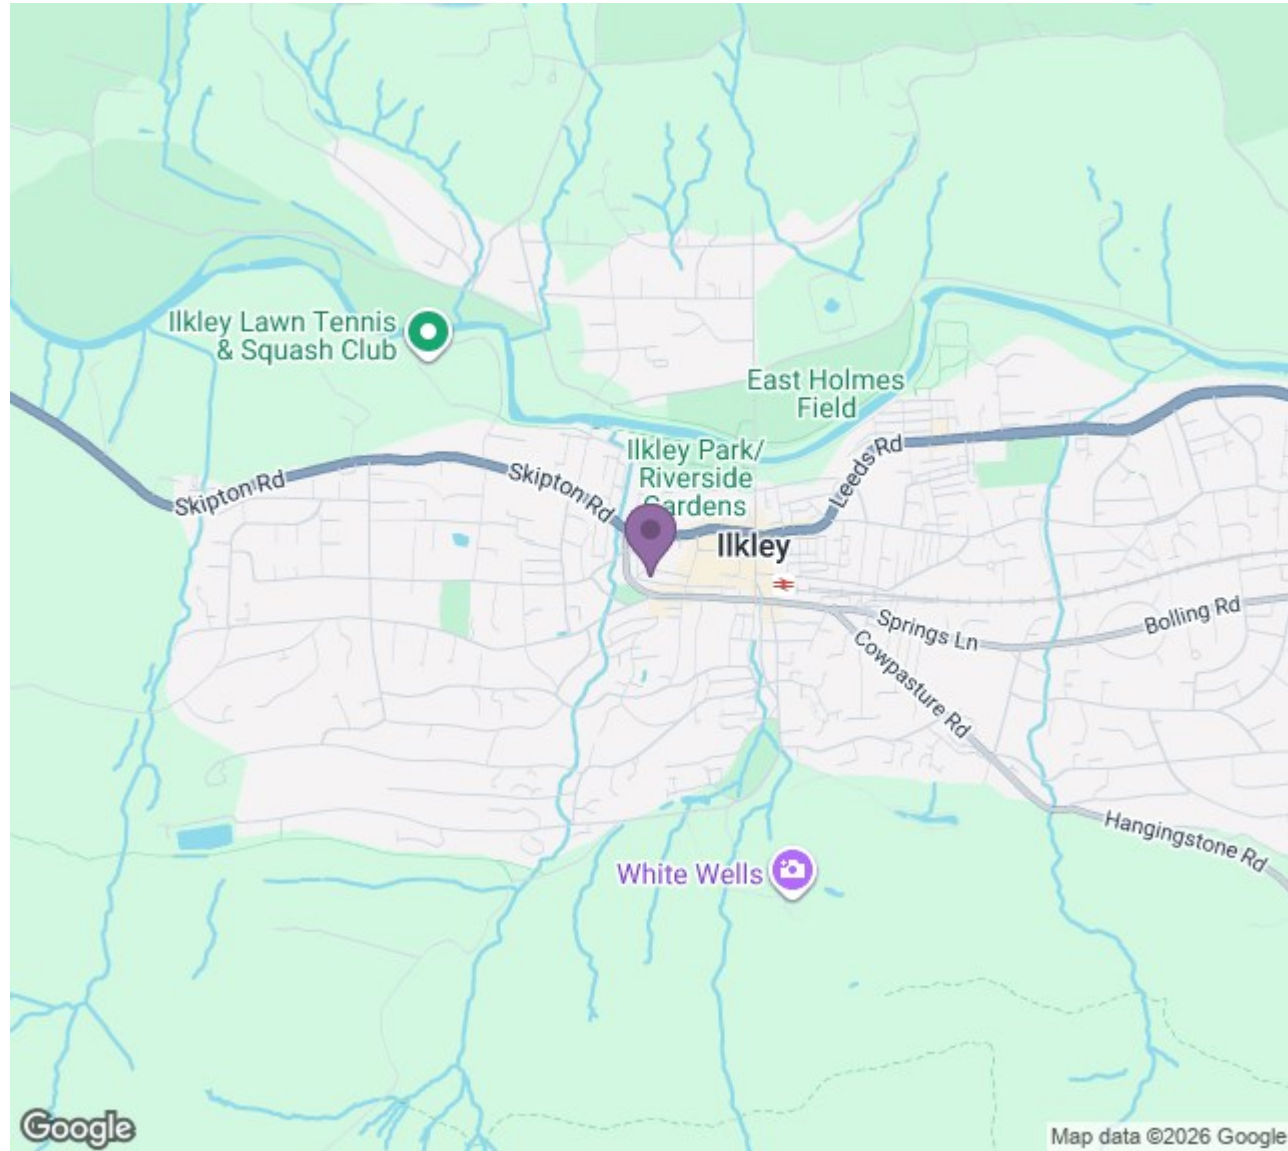 Ilkley Lawn Tennis
& Squash Club
East Holmes
Field
Ilkley Park/
Riverside
Gardens
Leeds Rd
Skipton Rd
Skipton Rd
Ilkley
Springs Ln
Bolling Rd
Cowpasture Rd
Hangingstone Rd
White Wells
Google
Map data ©2026 Google